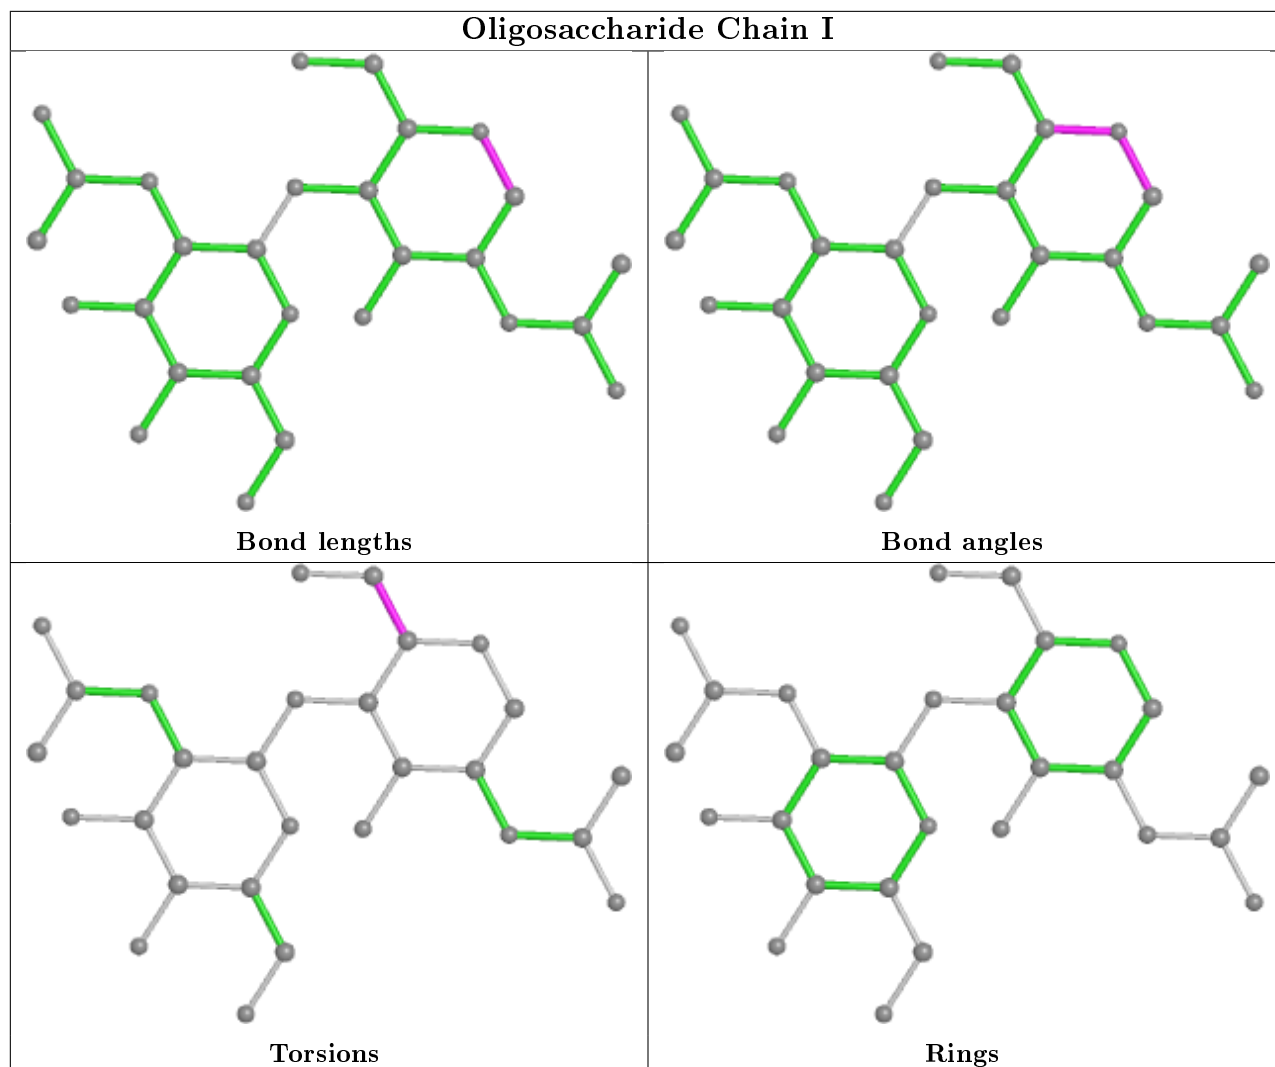 Oligosaccharide Chain I
Bond lengths
Bond angles
Torsions
Rings